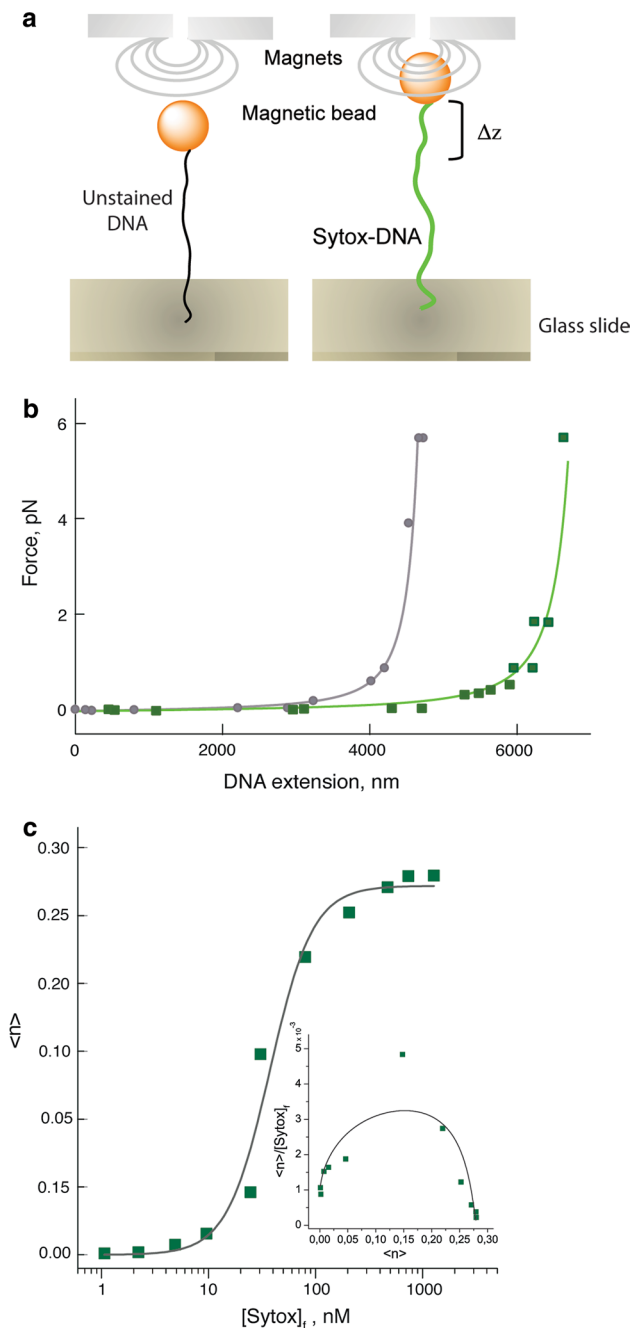 a
Magnets
Magnetic bead
Δz
Unstained
DNA
Sytox-DNA
Glass slide
b
6
4
2
0
Force, pN
0
2000
4000
6000
DNA extension, nm
c
0.30
0.25
0.20
0.10
0.05
0.15
0.00
<n>
1
10
100
1000
[Sytox]f , nM
5 ×10 -3
4
3
2
1
0
<n>/[Sytox]f
0,00 0,05 0,10 0,15 0,20 0,25 0,30
<n>